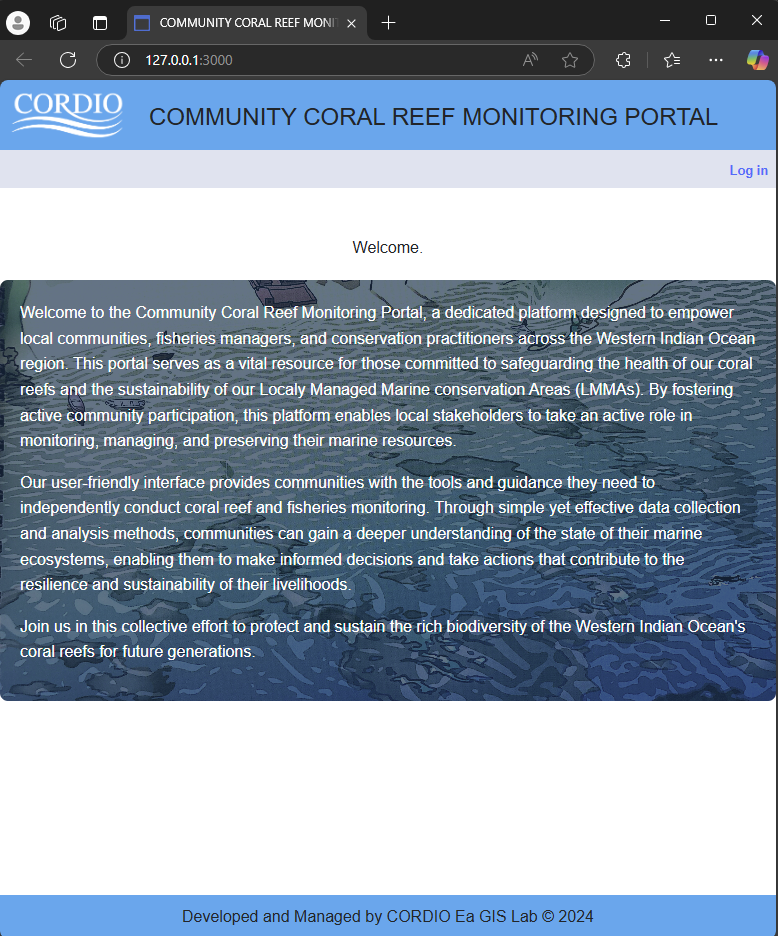 COMMUNITY CORAL REEF MONI
127.0.0.1:3000
CORDIO
COMMUNITY CORAL REEF MONITORING PORTAL
Log in
Welcome.
Welcome to the Community Coral Reef Monitoring Portal, a dedicated platform designed to empower
local communities, fisheries managers, and conservation practitioners across the Western Indian Ocean
region. This portal serves as a vital resource for those committed to safeguarding the health of our coral
reefs and the sustainability of our Localy Managed Marine conservation Areas (LMMAs). By fostering
active community participation, this platform enables local stakeholders to take an active role in
monitoring, managing, and preserving their marine resources.
Our user-friendly interface provides communities with the tools and guidance they need to
independently conduct coral reef and fisheries monitoring. Through simple yet effective data collection
and analysis methods, communities can gain a deeper understanding of the state of their marine
ecosystems, enabling them to make informed decisions and take actions that contribute to the
resilience and sustainability of their livelihoods.
Join us in this collective effort to protect and sustain the rich biodiversity of the Western Indian Ocean's
coral reefs for future generations.
Developed and Managed by CORDIO Ea GIS Lab © 2024